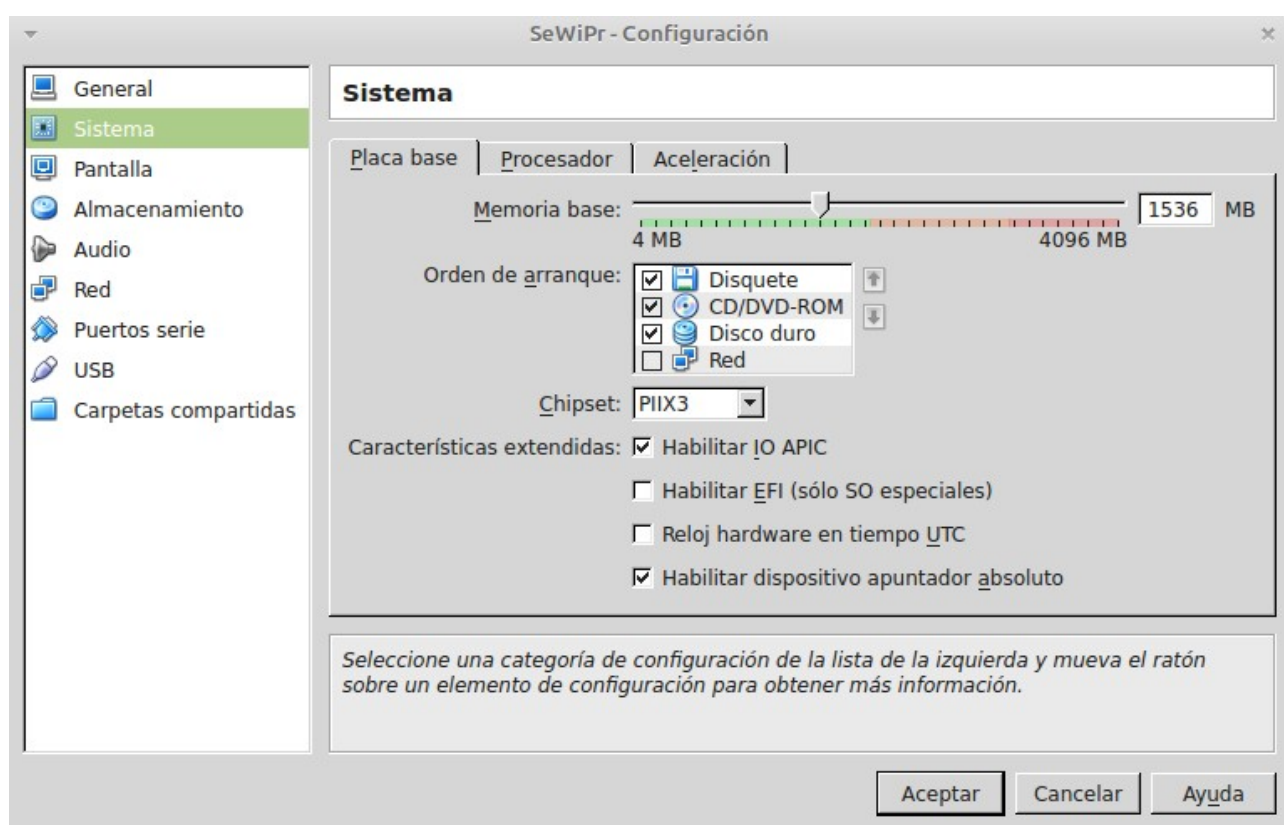 SeWiPr - Configuración
General
Sistema
Pantalla
Almacenamiento
Audio
Red
Puertos serie
USB
Carpetas compartidas
Sistema
Placa base Procesador Aceleración
Memoria base: 1536 MB
4 MB 4096 MB
Orden de arranque: Disquete
CD/DVD-ROM
Disco duro
Red
Chipset: PIIX3
Características extendidas: Habilitar IO APIC
Habilitar EFI (sólo SO especiales)
Reloj hardware en tiempo UTC
Habilitar dispositivo apuntador absoluto
Seleccione una categoría de configuración de la lista de la izquierda y mueva el ratón
sobre un elemento de configuración para obtener más información.
Aceptar Cancelar Ayuda